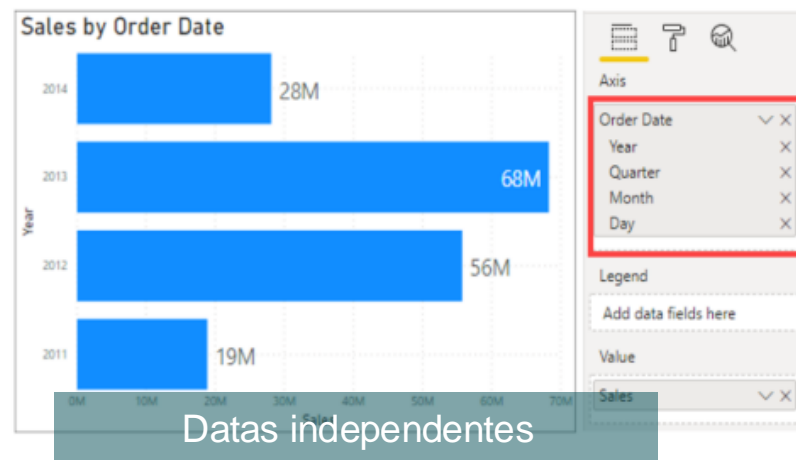 Sales by Order Date
2014
28M
2013
68M
2012
56M
2011
19M
Year
0M 10M 20M 30M 40M 50M 60M 70M
Sales
Axis
Order Date
Year
Quarter
Month
Day
Legend
Add data fields here
Value
Sales
Datas independentes